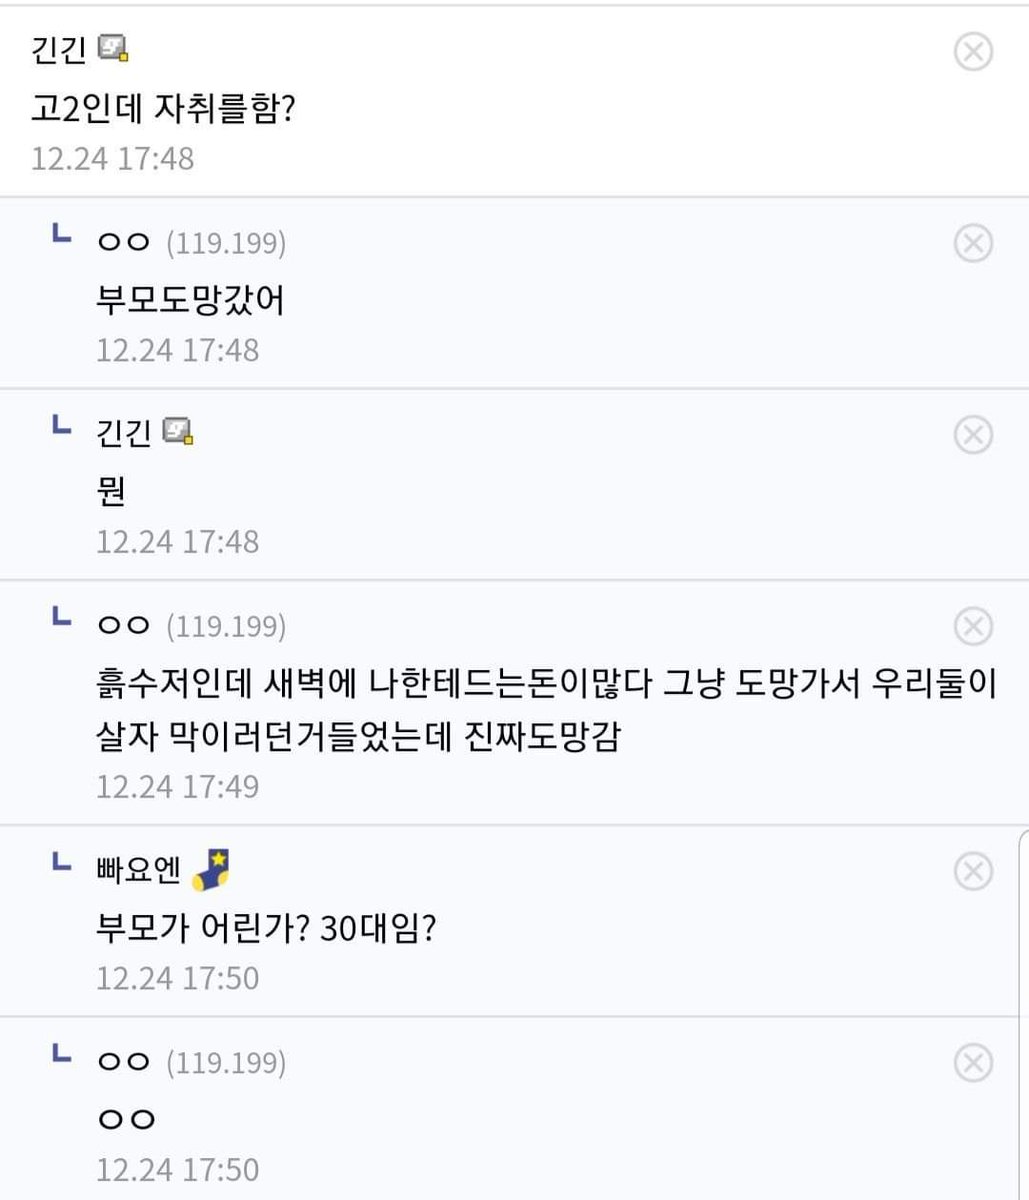 긴긴
고2인데 자취를함?
12.24 17:48
ㅇㅇ (119.199)
부모도망갔어
12.24 17:48
긴긴
뭔
12.24 17:48
ㅇㅇ (119.199)
흙수저인데 새벽에 나한테드는돈이많다 그냥 도망가서 우리둘이
살자 막이러던거들었는데 진짜도망감
12.24 17:49
빠요엔
부모가 어린가? 30대임?
12.24 17:50
ㅇㅇ (119.199)
ㅇㅇ
12.24 17:50